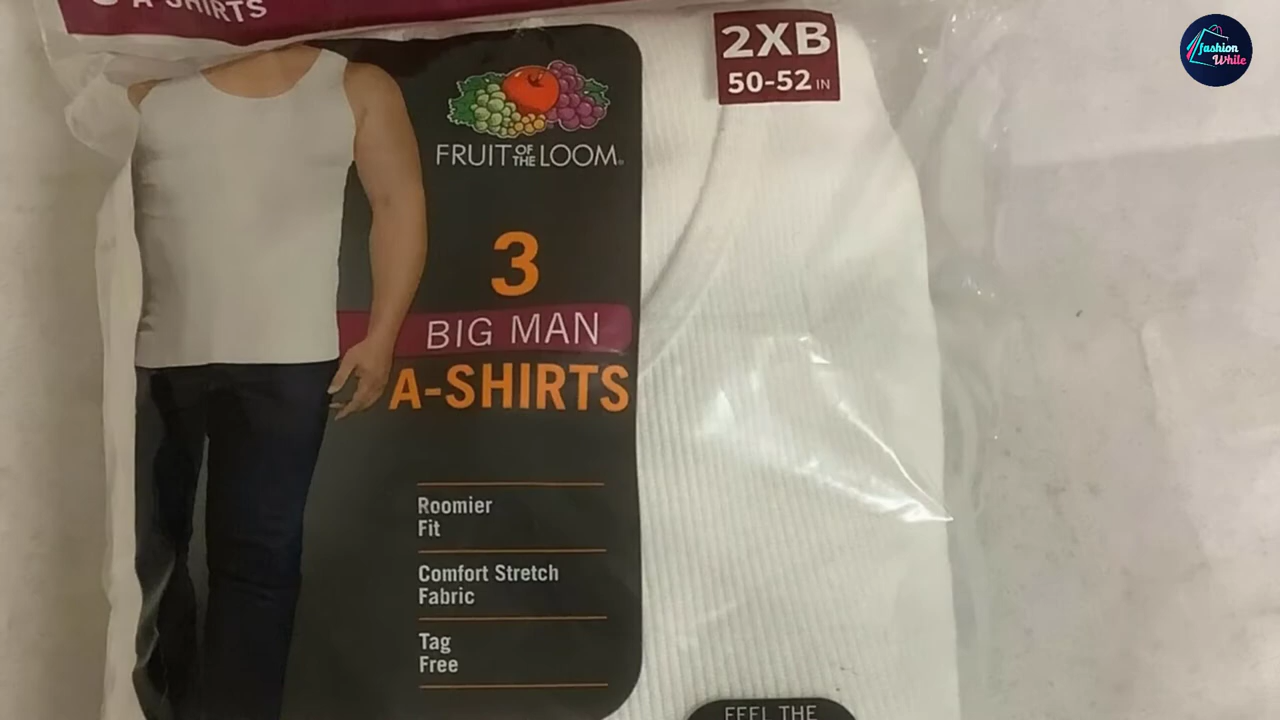 A-SHIRTS
2XB
50-52 IN
fashion
While
FRUIT OF THE LOOM®
3
BIG MAN
A-SHIRTS
Roomier
Fit
Comfort Stretch
Fabric
Tag
Free
FEEL THE